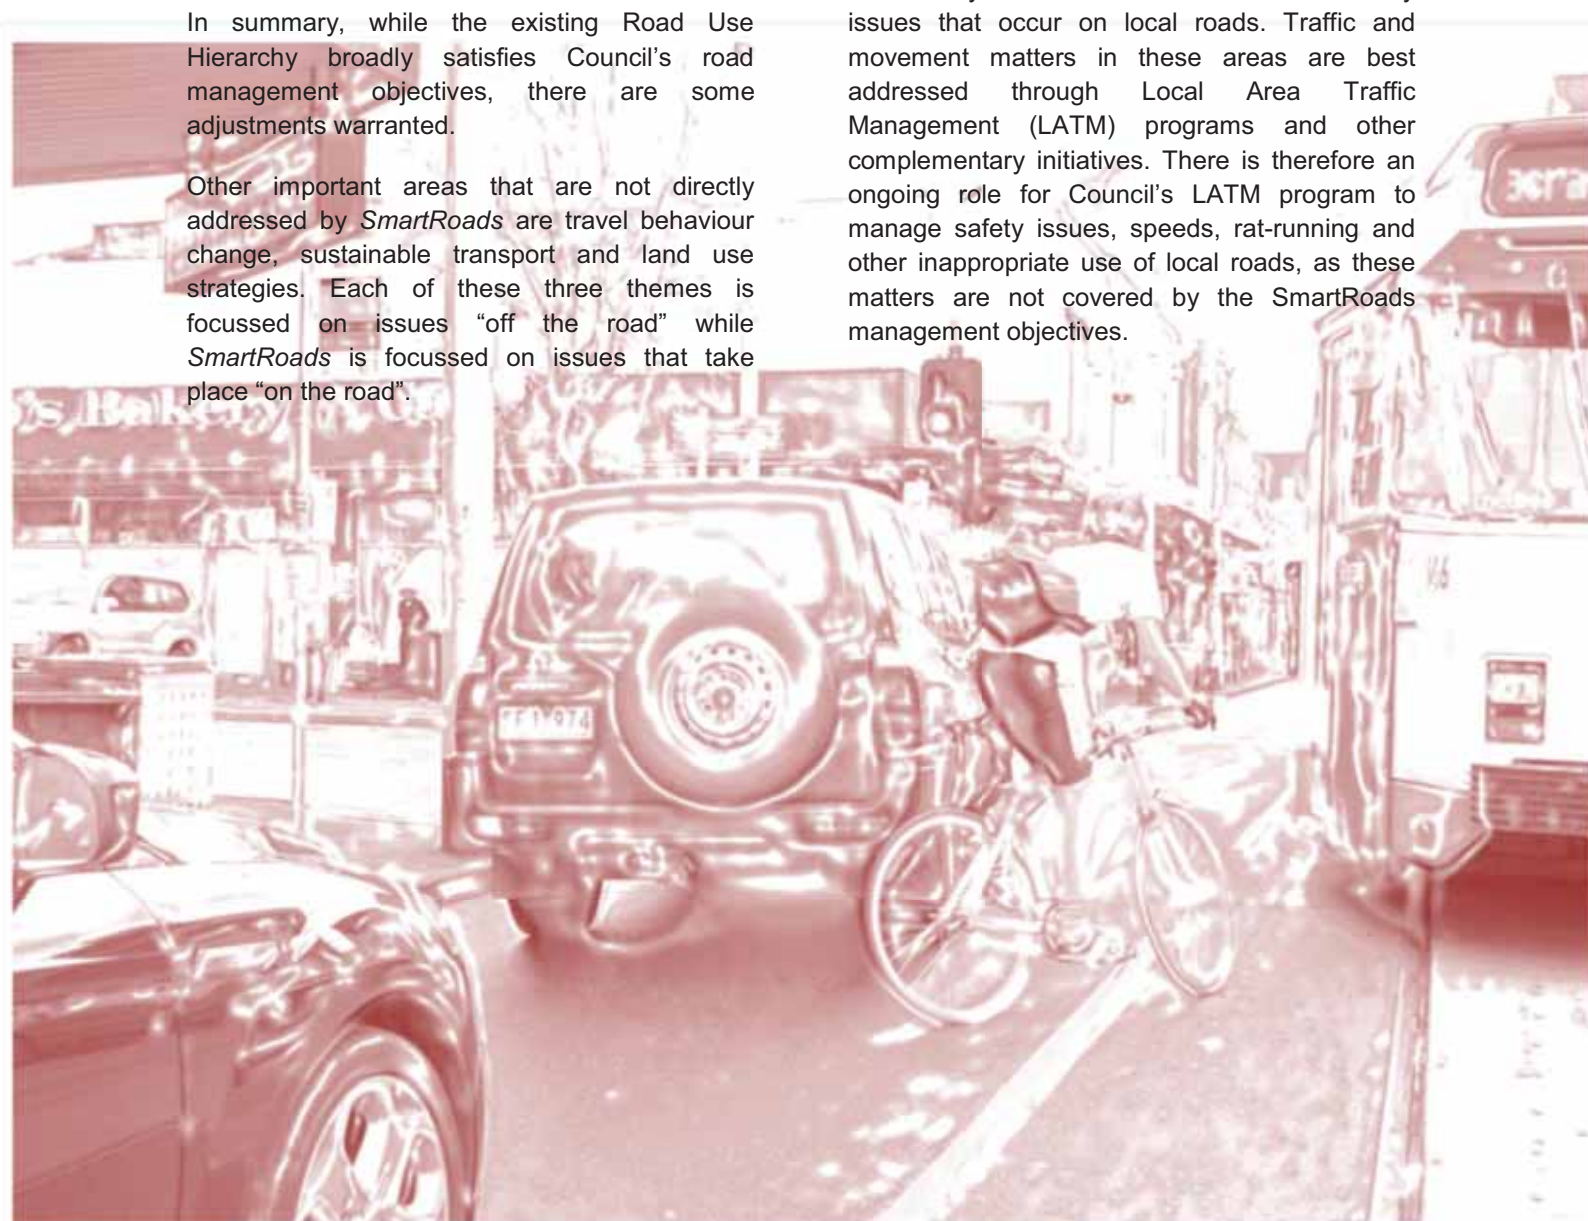 In summary, while the existing Road Use
Hierarchy broadly satisfies Council’s road
management objectives, there are some
adjustments warranted.
Other important areas that are not directly
addressed by SmartRoads are travel behaviour
change, sustainable transport and land use
strategies. Each of these three themes is
focussed on issues “off the road” while
SmartRoads is focussed on issues that take
place “on the road”.
issues that occur on local roads. Traffic and
movement matters in these areas are best
addressed through Local Area Traffic
Management (LATM) programs and other
complementary initiatives. There is therefore an
ongoing role for Council’s LATM program to
manage safety issues, speeds, rat-running and
other inappropriate use of local roads, as these
matters are not covered by the SmartRoads
management objectives.
's Bakery